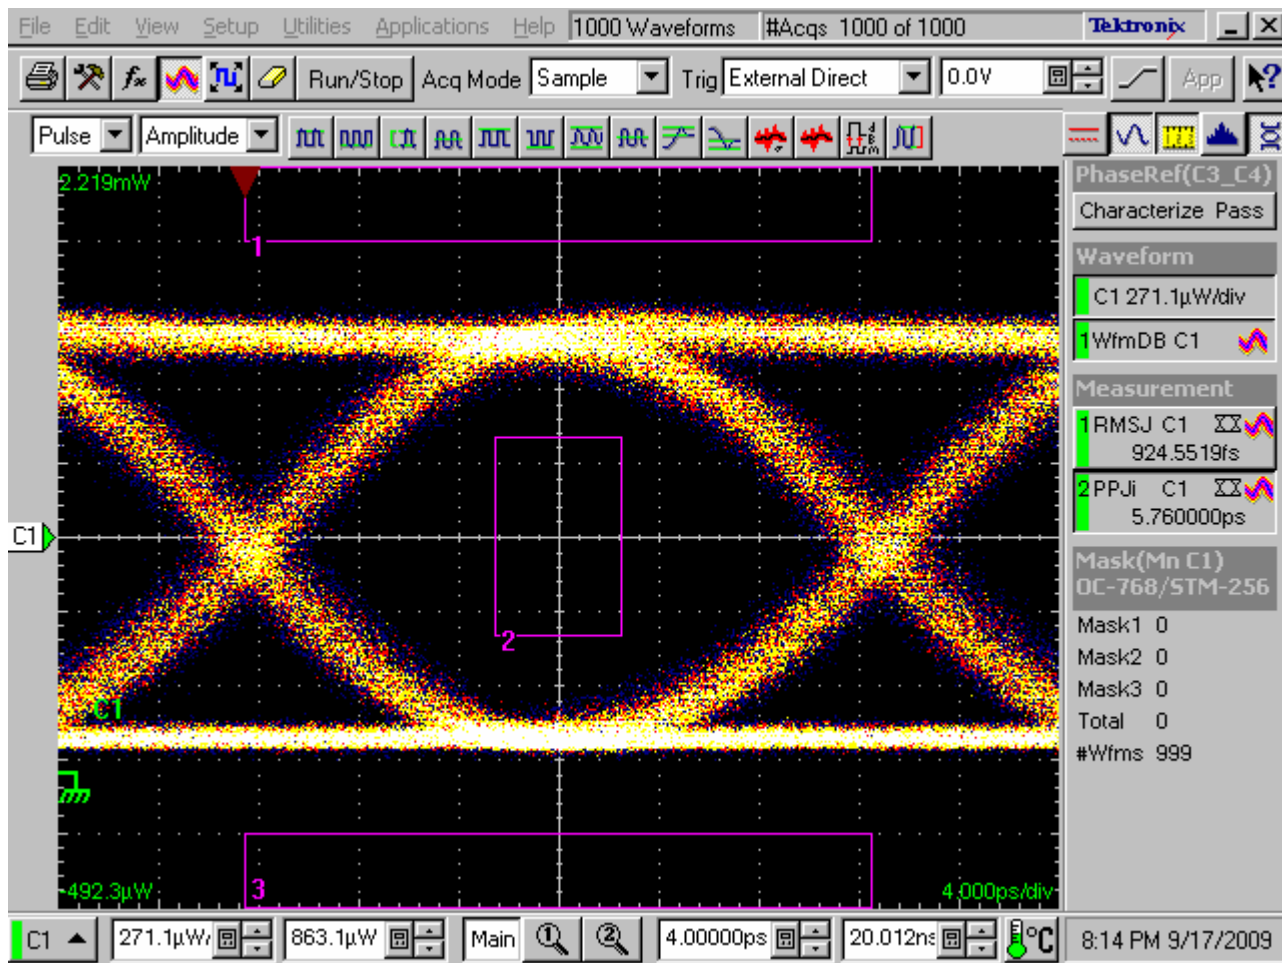 File Edit View Setup Utilities Applications Help 1000 Waveforms #Acqs 1000 of 1000 Tektronix
Run/Stop Acq Mode Sample Trig External Direct 0.0V App
Pulse Amplitude
2.219mW
1
C1
2
C1
-492.3µW
3
4.000ps/div
PhaseRef(C3_C4)
Characterize Pass
Waveform
C1 271.1µW/div
1 WfmDB C1
Measurement
1 RMSJ C1
924.5519fs
2 PPJi C1
5.760000ps
Mask(Mn C1)
OC-768/STM-256
Mask1 0
Mask2 0
Mask3 0
Total 0
#Wfms 999
C1 271.1µW/ 863.1µW Main 1 2 4.00000ps 20.012ns °C 8:14 PM 9/17/2009